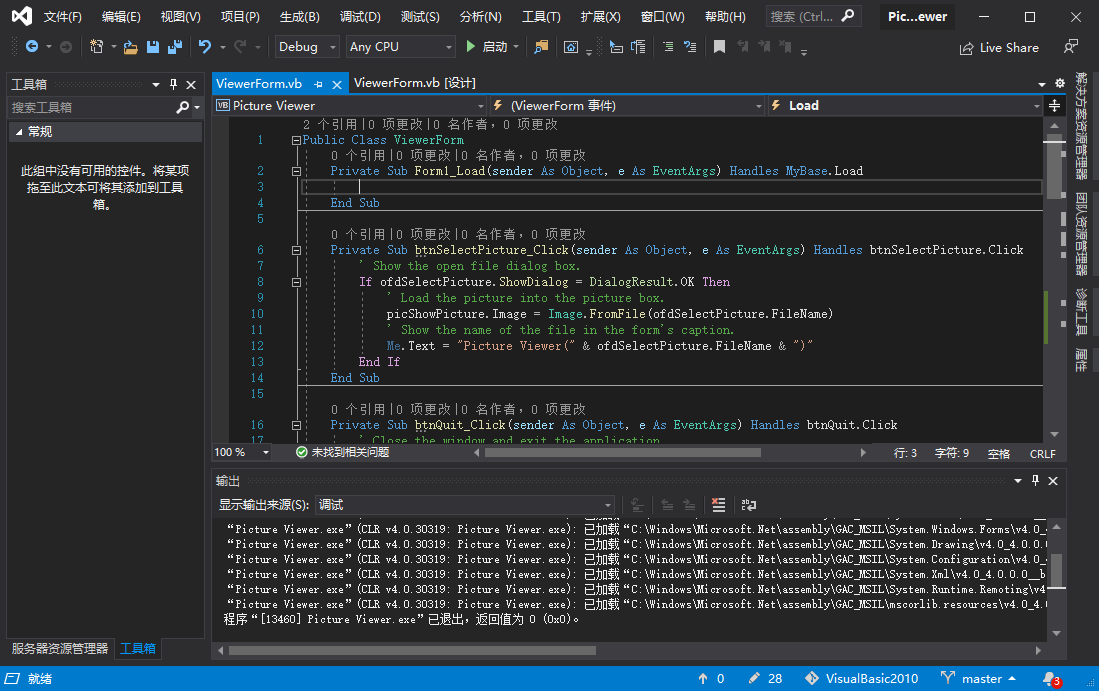 文件(F) 编辑(E) 视图(V) 项目(P) 生成(B) 调试(D) 测试(S) 分析(N) 工具(T) 扩展(X) 窗口(W) 帮助(H) 搜索 (Ctrl... Pic...ewer
Debug Any CPU 启动 Live Share
工具箱
搜索工具箱
常规
此组中没有可用的控件。将某项
拖至此文本可将其添加到工具
箱。
服务器资源管理器 工具箱
ViewerForm.vb ViewerForm.vb [设计]
VB Picture Viewer (ViewerForm 事件) Load
2 个引用|0 项更改|0 名作者，0 项更改
1 Public Class ViewerForm
0 个引用|0 项更改|0 名作者，0 项更改
2 Private Sub Form1_Load(sender As Object, e As EventArgs) Handles MyBase.Load
3
4 End Sub
5
0 个引用|0 项更改|0 名作者，0 项更改
6 Private Sub btnSelectPicture_Click(sender As Object, e As EventArgs) Handles btnSelectPicture.Click
7 ' Show the open file dialog box.
8 If ofdSelectPicture.ShowDialog = DialogResult.OK Then
9 ' Load the picture into the picture box.
10 picShowPicture.Image = Image.FromFile(ofdSelectPicture.FileName)
11 ' Show the name of the file in the form's caption.
12 Me.Text = "Picture Viewer(" & ofdSelectPicture.FileName & ")"
13 End If
14 End Sub
15
0 个引用|0 项更改|0 名作者，0 项更改
16 Private Sub btnQuit_Click(sender As Object, e As EventArgs) Handles btnQuit.Click
17 ' Close the window and exit the application
100 % 未找到相关问题 行: 3 字符: 9 空格 CRLF
输出
显示输出来源(S): 调试
“Picture Viewer.exe”(CLR v4.0.30319: Picture Viewer.exe): 已加载“C:\Windows\Microsoft.Net\assembly\GAC_MSIL\System.Windows.Forms\v4.0_
“Picture Viewer.exe”(CLR v4.0.30319: Picture Viewer.exe): 已加载“C:\Windows\Microsoft.Net\assembly\GAC_MSIL\System.Drawing\v4.0_4.0.0.0
“Picture Viewer.exe”(CLR v4.0.30319: Picture Viewer.exe): 已加载“C:\Windows\Microsoft.Net\assembly\GAC_MSIL\System.Configuration\v4.0_
“Picture Viewer.exe”(CLR v4.0.30319: Picture Viewer.exe): 已加载“C:\Windows\Microsoft.Net\assembly\GAC_MSIL\System.Xml\v4.0_4.0.0.0__b
“Picture Viewer.exe”(CLR v4.0.30319: Picture Viewer.exe): 已加载“C:\Windows\Microsoft.Net\assembly\GAC_MSIL\System.Runtime.Remoting\v4
“Picture Viewer.exe”(CLR v4.0.30319: Picture Viewer.exe): 已加载“C:\Windows\Microsoft.Net\assembly\GAC_MSIL\mscorlib.resources\v4.0_4.0
程序“[13460] Picture Viewer.exe”已退出，返回值为 0 (0x0)。
解决方案资源管理器
团队资源管理器
诊断工具
属性
就绪 0 28 VisualBasic2010 master 3